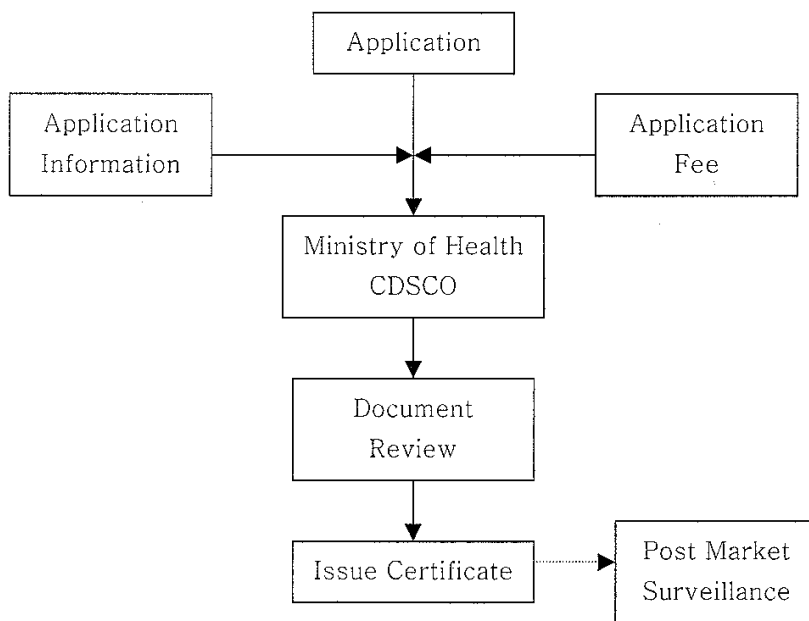 Application
Application
Information
Application
Fee
Ministry of Health
CDSCO
Document
Review
Issue Certificate
Post Market
Surveillance